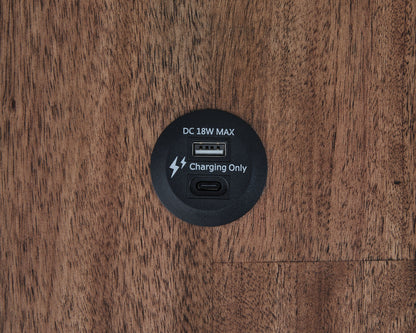 DC 18W MAX
Charging Only